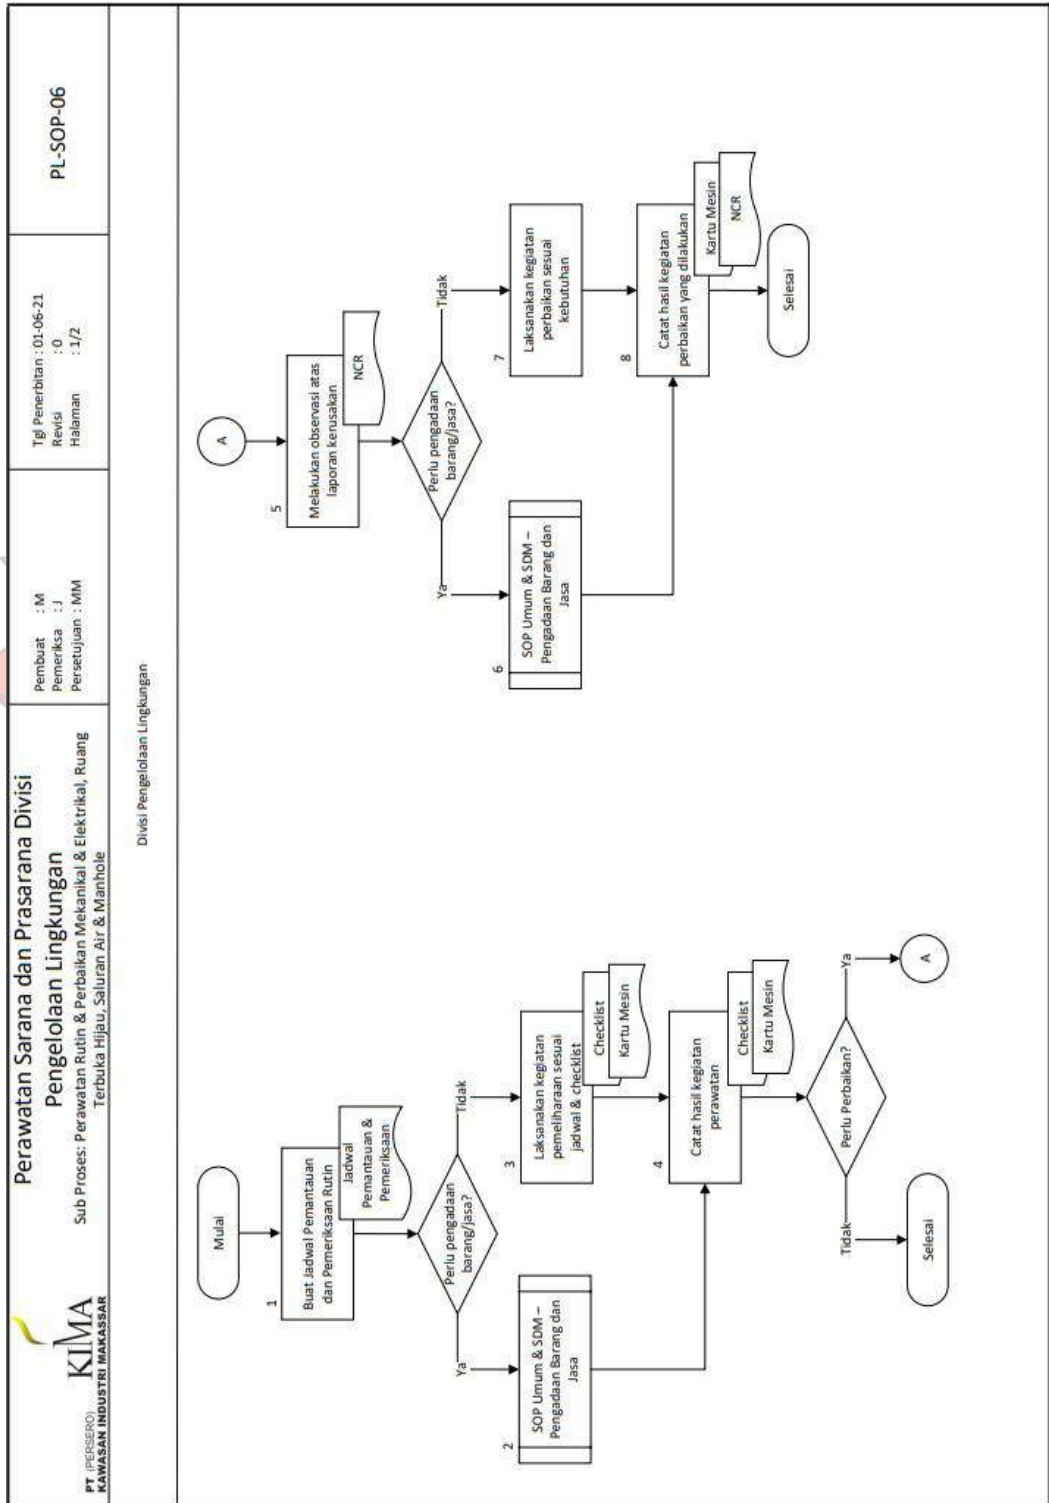 PT (PERSERO)
KIMA
KAWASAN INDUSTRI MAKASSAR
Perawatan Sarana dan Prasarana Divisi
Pengelolaan Lingkungan
Sub Proses: Perawatan Rutin & Perbaikan Mekanikal & Elektrikal, Ruang
Terbuka Hijau, Saluran Air & Manhole
Pembuat : M
Pemeriksa : J
Persetujuan : MM
Tgl Penerbitan : 01-06-21
Revisi : 0
Halaman : 1/2
PL-SOP-06
Divisi Pengelolaan Lingkungan
Mulai
1
Buat Jadwal Pemantauan
dan Pemeriksaan Rutin
Jadwal
Pemantauan &
Pemeriksaan
Perlu pengadaan
barang/jasa?
Ya
Tidak
2
SOP Umum & SDM –
Pengadaan Barang dan
Jasa
3
Laksanakan kegiatan
pemeliharaan sesuai
jadwal & checklist
Checklist
Kartu Mesin
4
Catat hasil kegiatan
perawatan
Checklist
Kartu Mesin
Perlu Perbaikan?
Tidak
Ya
Selesai
A
A
5
Melakukan observasi atas
laporan kerusakan
NCR
Perlu pengadaan
barang/jasa?
Ya
Tidak
6
SOP Umum & SDM –
Pengadaan Barang dan
Jasa
7
Laksanakan kegiatan
perbaikan sesuai
kebutuhan
8
Catat hasil kegiatan
perbaikan yang dilakukan
Kartu Mesin
NCR
Selesai